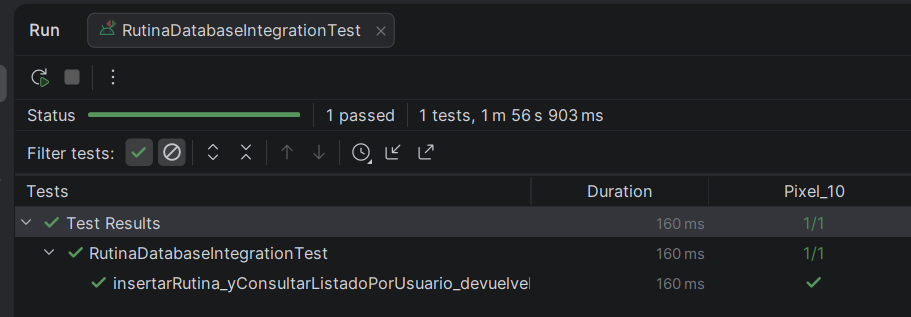 Run RutinaDatabaseIntegrationTest
Status 1 passed 1 tests, 1 m 56 s 903 ms
Filter tests:
Tests Duration Pixel_10
Test Results 160 ms 1/1
RutinaDatabaseIntegrationTest 160 ms 1/1
insertarRutina_yConsultarListadoPorUsuario_devuelve 160 ms